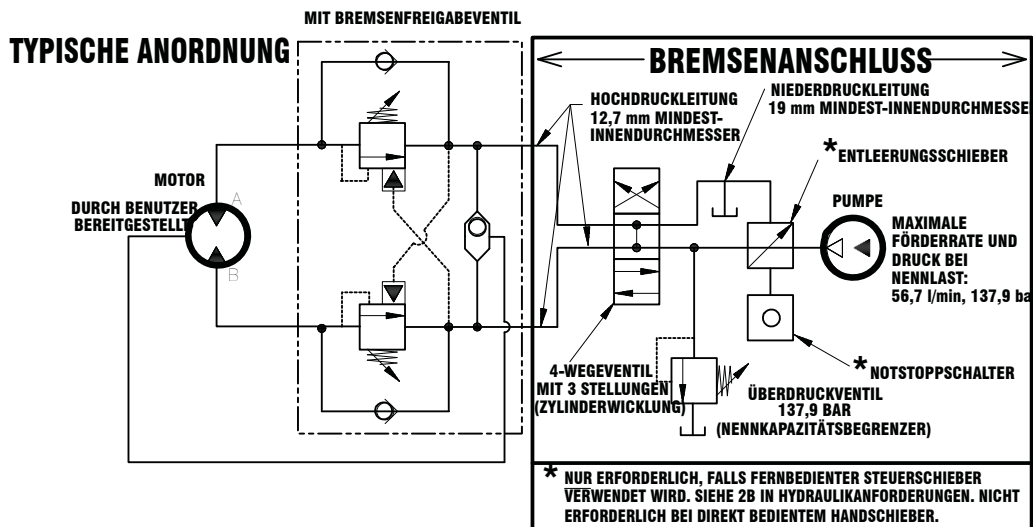 MIT BREMSENFREIGABEVENTIL
TYPISCHE ANORDNUNG
BREMSENANSCHLUSS
HOCHDRUCKLEITUNG
12,7 mm MINDEST-
INNENDURCHMESSER
NIEDERDRUCKLEITUNG
19 mm MINDEST-INNENDURCHMESSE
* ENTLEERUNGSSCHIEBER
MOTOR
DURCH BENUTZER
BEREITGESTELLT
A
B
PUMPE
MAXIMALE
FÖRDERRATE UND
DRUCK BEI
NENNLAST:
56,7 l/min, 137,9 ba
4-WEGEVENTIL
MIT 3 STELLUNGEN
(ZYLINDERWICKLUNG)
* NOTSTOPPSCHALTER
ÜBERDRUCKVENTIL
137,9 BAR
(NENNKAPAZITÄTSBEGRENZER)
* NUR ERFORDERLICH, FALLS FERNBEDIENTER STEUERSCHIEBER
VERWENDET WIRD. SIEHE 2B IN HYDRAULIKANFORDERUNGEN. NICHT
ERFORDERLICH BEI DIREKT BEDIENTEM HANDSCHIEBER.